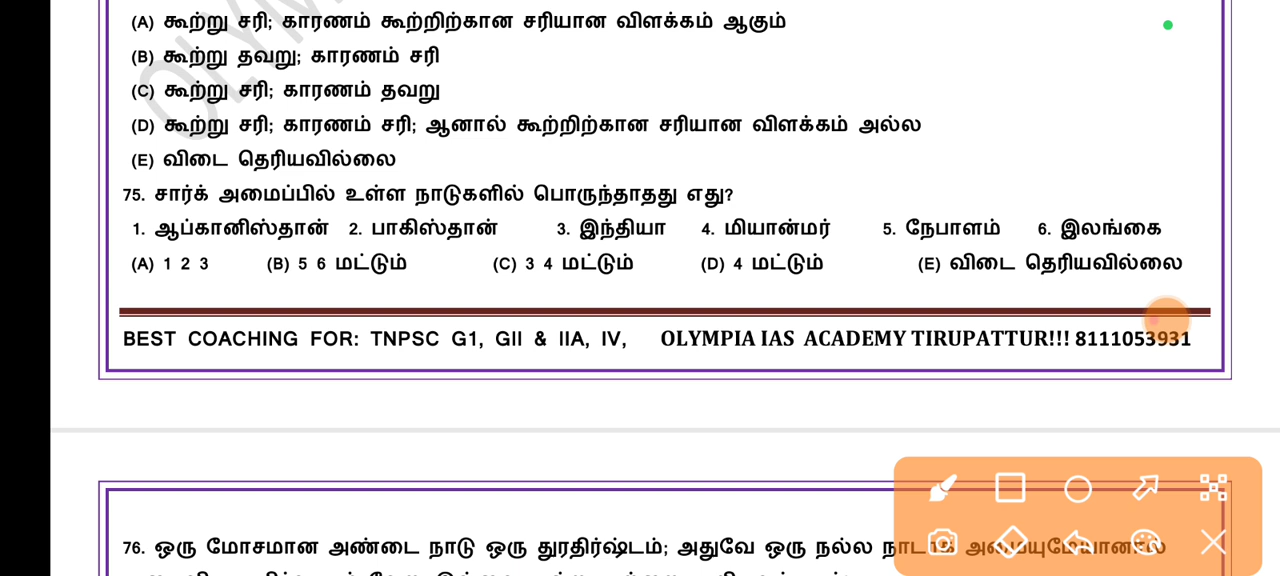 (A) கூற்று சரி; காரணம் கூற்றிற்கான சரியான விளக்கம் ஆகும்
(B) கூற்று தவறு; காரணம் சரி
(C) கூற்று சரி; காரணம் தவறு
(D) கூற்று சரி; காரணம் சரி; ஆனால் கூற்றிற்கான சரியான விளக்கம் அல்ல
(E) விடை தெரியவில்லை
75. சார்க் அமைப்பில் உள்ள நாடுகளில் பொருந்தாதது எது?
1. ஆப்கானிஸ்தான் 2. பாகிஸ்தான் 3. இந்தியா 4. மியான்மர் 5. நேபாளம் 6. இலங்கை
(A) 1 2 3 (B) 5 6 மட்டும் (C) 3 4 மட்டும் (D) 4 மட்டும் (E) விடை தெரியவில்லை
BEST COACHING FOR: TNPSC G1, GII & IIA, IV, OLYMPIA IAS ACADEMY TIRUPATTUR!!! 8111053931
76. ஒரு மோசமான அண்டை நாடு ஒரு துரதிர்ஷ்டம்; அதுவே ஒரு நல்ல